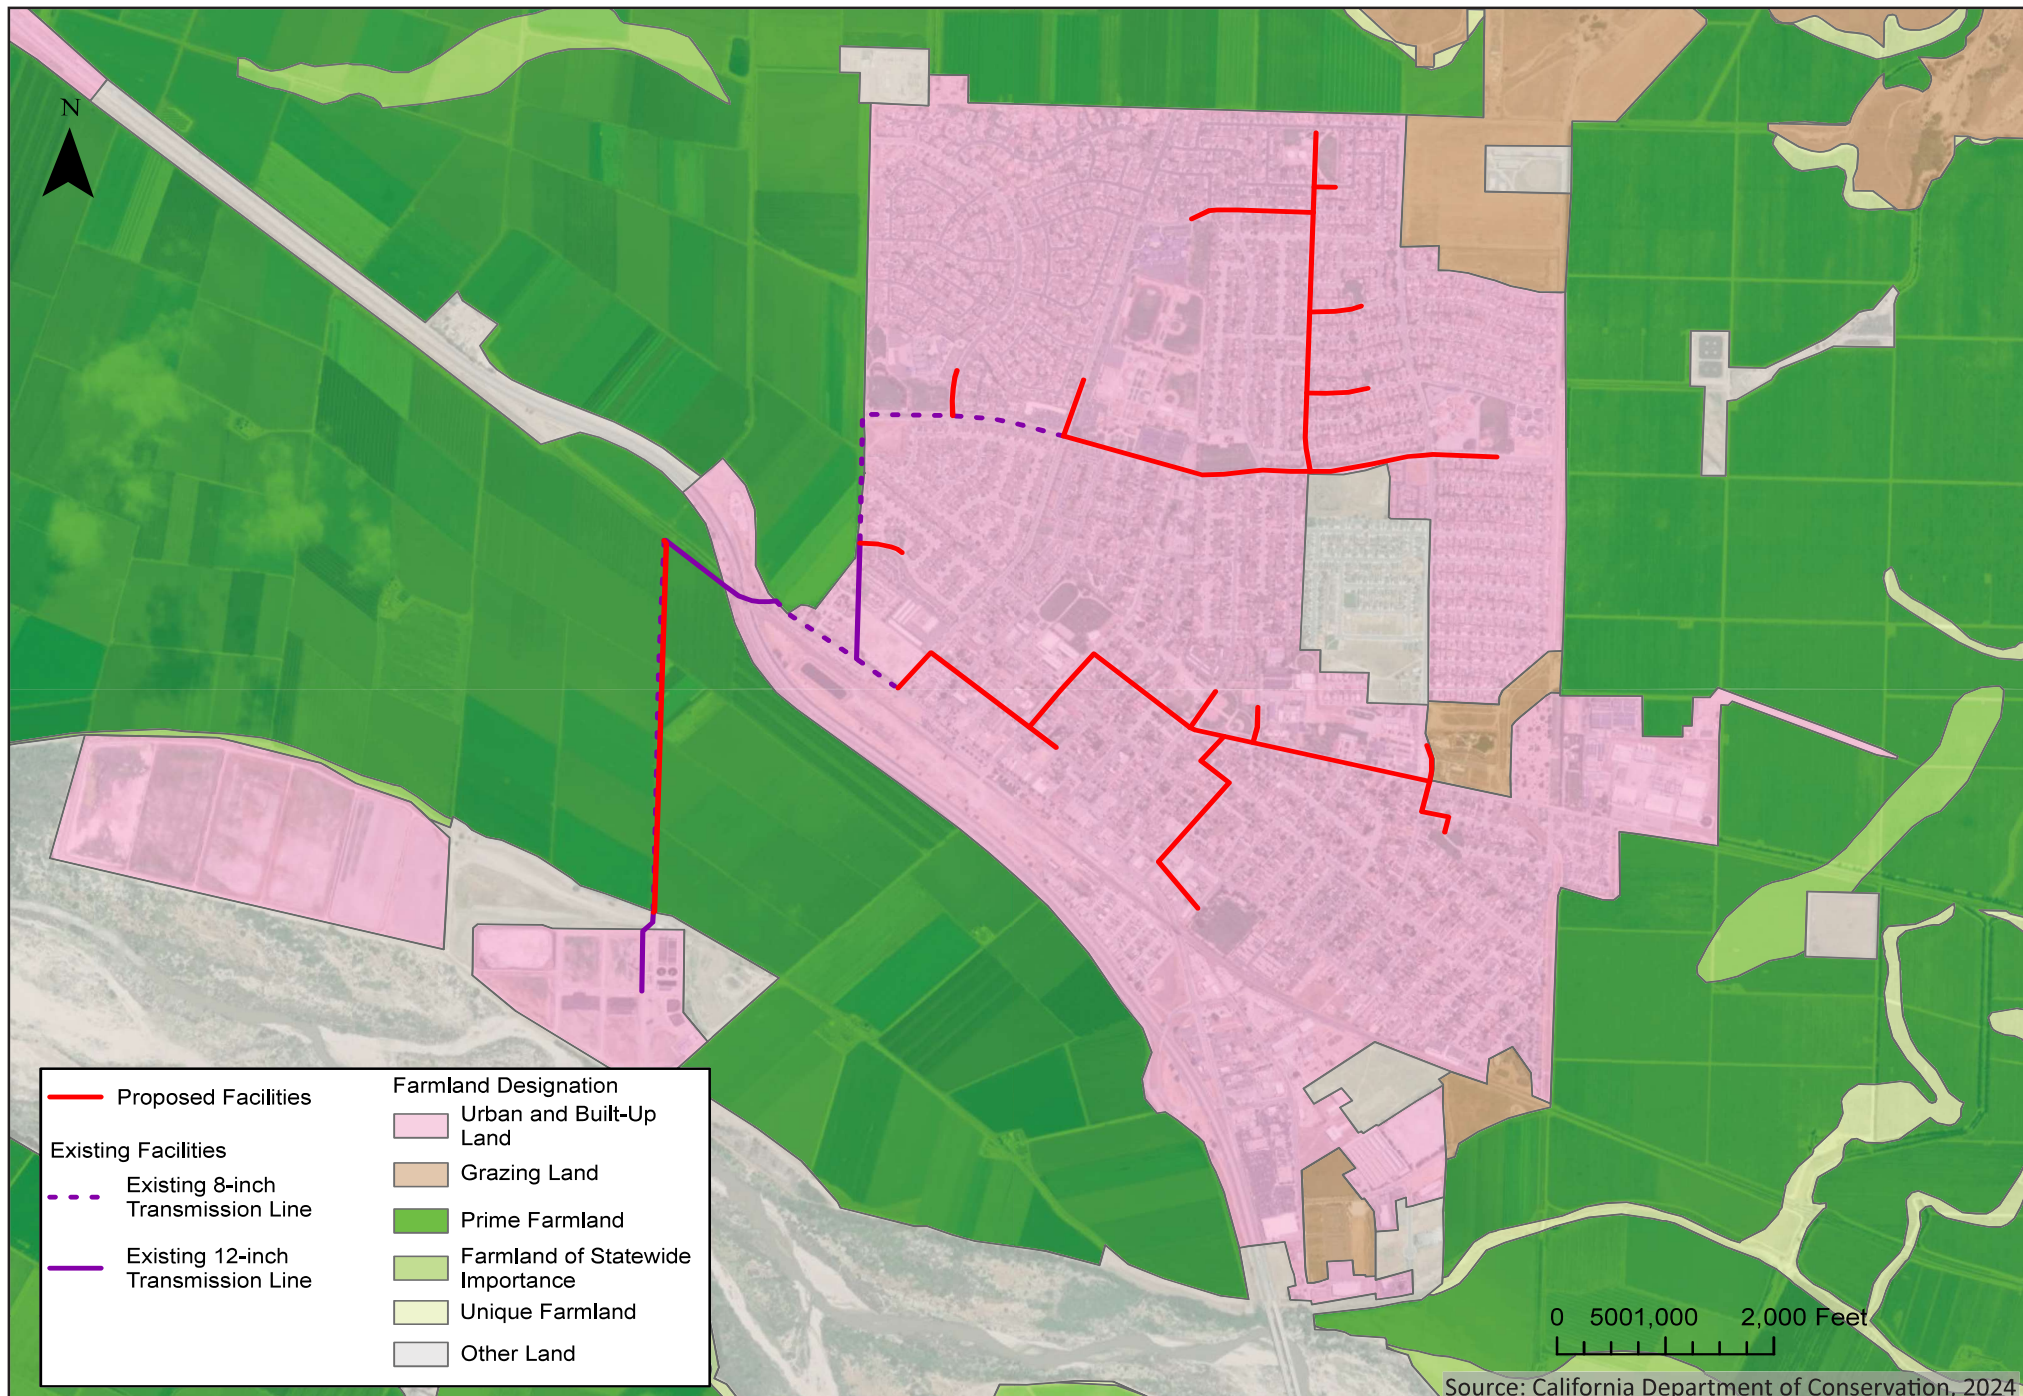 N
Proposed Facilities
Existing Facilities
Existing 8-inch
Transmission Line
Existing 12-inch
Transmission Line
Farmland Designation
Urban and Built-Up
Land
Grazing Land
Prime Farmland
Farmland of Statewide
Importance
Unique Farmland
Other Land
0 5001,000 2,000 Feet
Source: California Department of Conservation, 2024